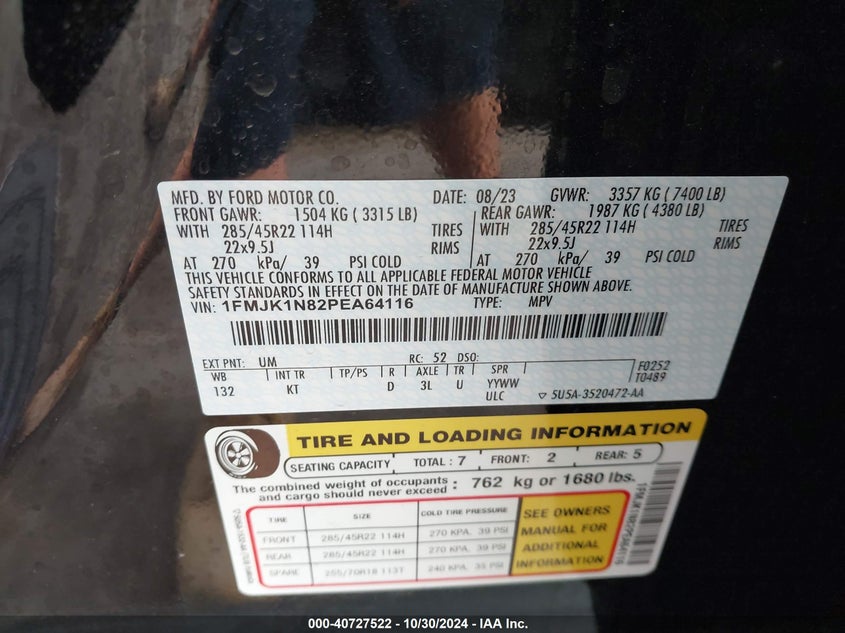 MFD. BY FORD MOTOR CO. DATE: 08/23 GVWR: 3357 KG ( 7400 LB)
FRONT GAWR: 1504 KG ( 3315 LB) REAR GAWR: 1987 KG ( 4380 LB)
WITH 285/45R22 114H TIRES WITH 285/45R22 114H TIRES
22x9.5J RIMS 22x9.5J RIMS
AT 270 kPa/ 39 PSI COLD AT 270 kPa/ 39 PSI COLD
THIS VEHICLE CONFORMS TO ALL APPLICABLE FEDERAL MOTOR VEHICLE
SAFETY STANDARDS IN EFFECT ON THE DATE OF MANUFACTURE SHOWN ABOVE.
VIN: 1FMJK1N82PEA64116 TYPE: MPV
EXT PNT: UM RC: 52 DSO: F0252
WB INT TR TP/PS R AXLE TR SPR T0489
132 KT D 3L U YYWW
ULC ▽ 5U5A-3520472-AA
TIRE AND LOADING INFORMATION
SEATING CAPACITY TOTAL : 7 FRONT: 2 REAR: 5
The combined weight of occupants and cargo should never exceed : 762 kg or 1680 lbs.
TIRE SIZE COLD TIRE PRESSURE
FRONT 285/45R22 114H 270 KPA, 39 PSI
REAR 285/45R22 114H 270 KPA, 39 PSI
SPARE 255/70R18 113T 240 KPA, 35 PSI
SEE OWNERS
MANUAL FOR
ADDITIONAL
INFORMATION
1FMJK1N82PEA64116
000-40727522 - 10/30/2024 - IAA Inc.